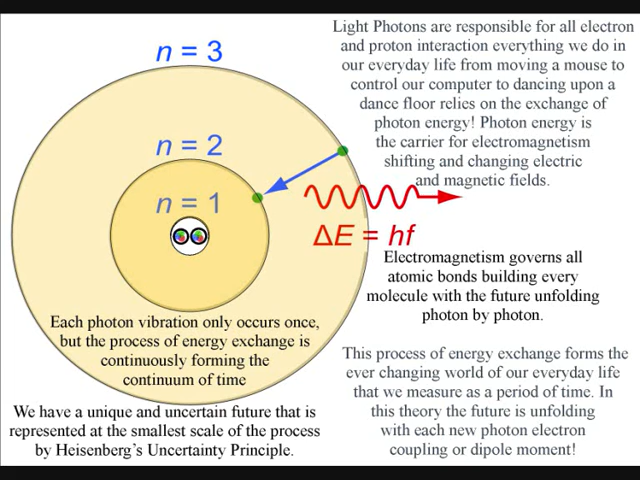 Light Photons are responsible for all electron
and proton interaction everything we do in
our everyday life from moving a mouse to
control our computer to dancing upon a
dance floor relies on the exchange of
photon energy! Photon energy is
the carrier for electromagnetism
shifting and changing electric
and magnetic fields.
n = 3
n = 2
n = 1
ΔE = hf
Electromagnetism governs all
atomic bonds building every
molecule with the future unfolding
photon by photon.
Each photon vibration only occurs once,
but the process of energy exchange is
continuously forming the
continuum of time
We have a unique and uncertain future that is
represented at the smallest scale of the process
by Heisenberg's Uncertainty Principle.
This process of energy exchange forms the
ever changing world of our everyday life
that we measure as a period of time. In
this theory the future is unfolding
with each new photon electron
coupling or dipole moment!